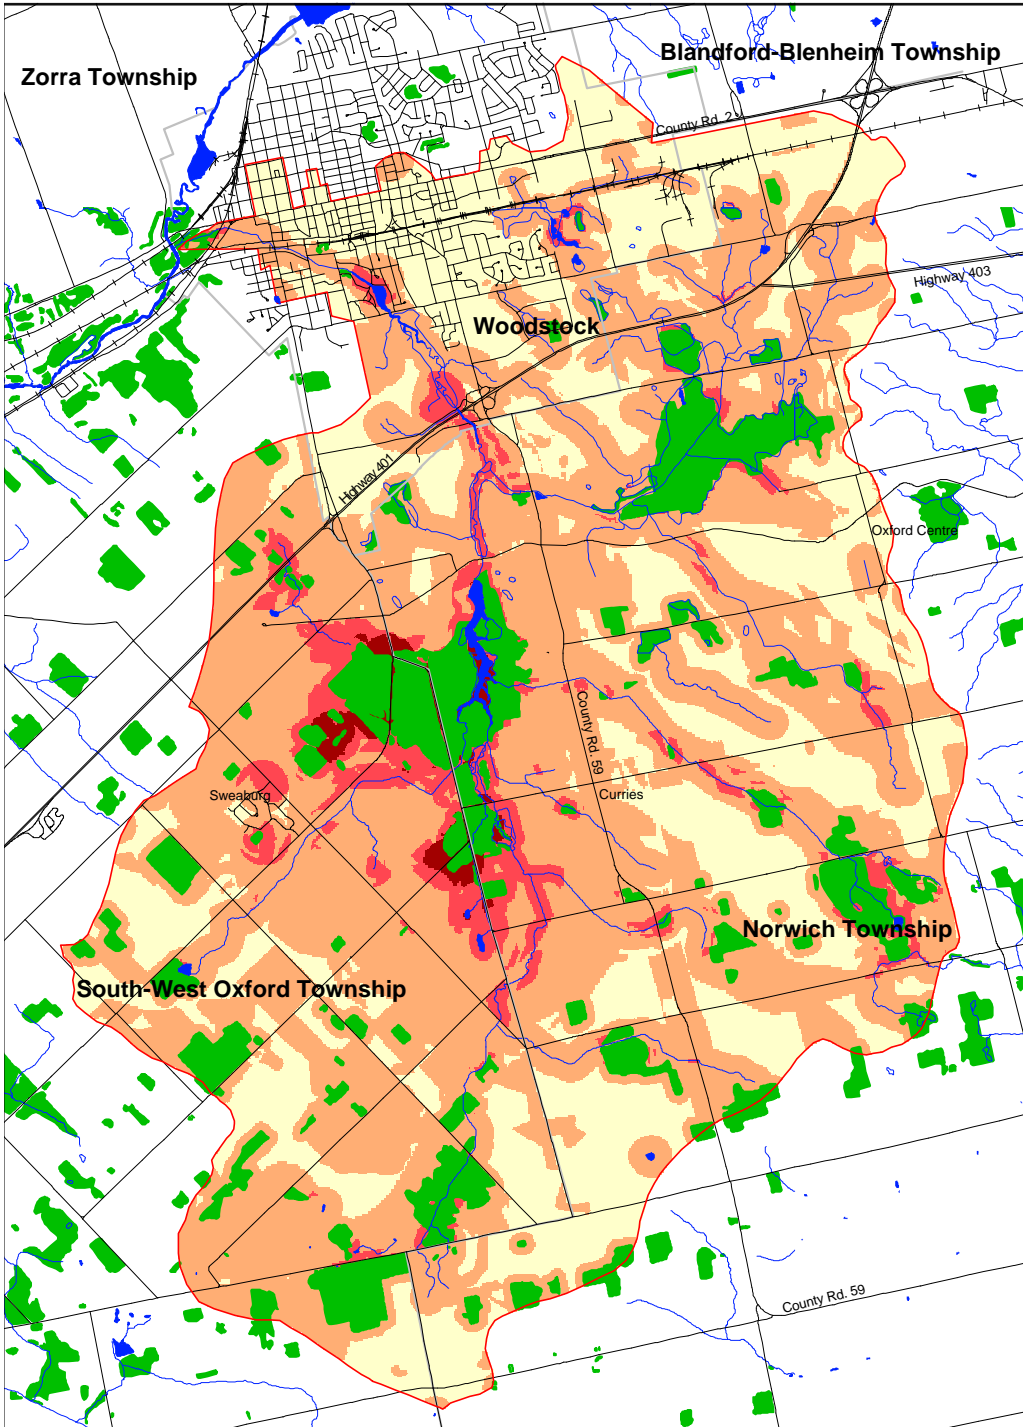 Blandford-Blenheim Township
Zorra Township
County Rd. 2
Highway 403
Woodstock
Highway 401
Oxford Centre
County Rd. 59
Sweaburg
Curries
Norwich Township
South-West Oxford Township
County Rd. 59